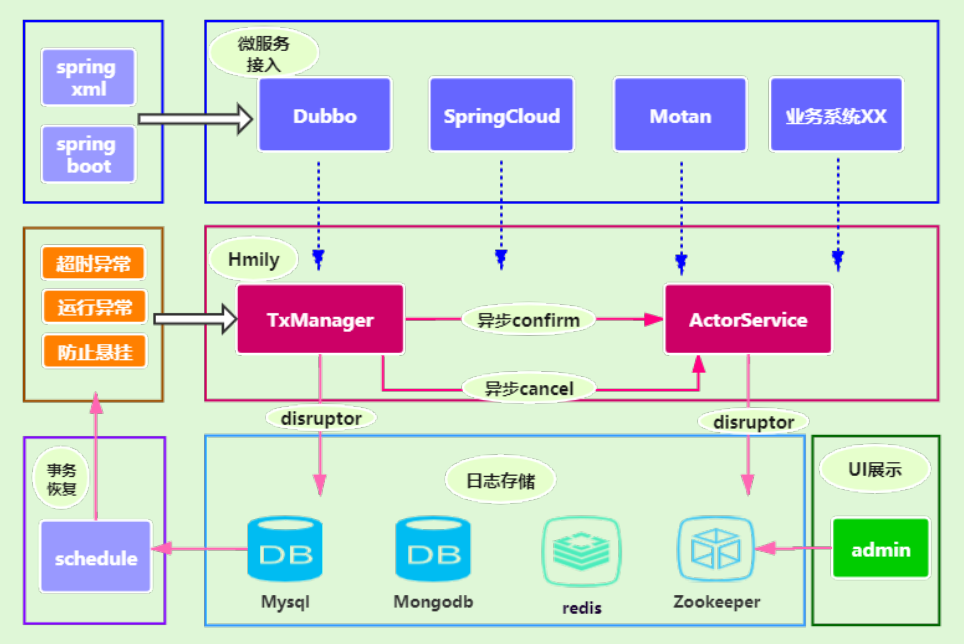 spring
xml
spring
boot
微服务
接入
Dubbo
SpringCloud
Motan
业务系统XX
超时异常
运行异常
防止悬挂
Hmily
TxManager
异步confirm
ActorService
异步cancel
disruptor
disruptor
事务
恢复
schedule
日志存储
DB
Mysql
DB
Mongodb
redis
Zookeeper
UI展示
admin